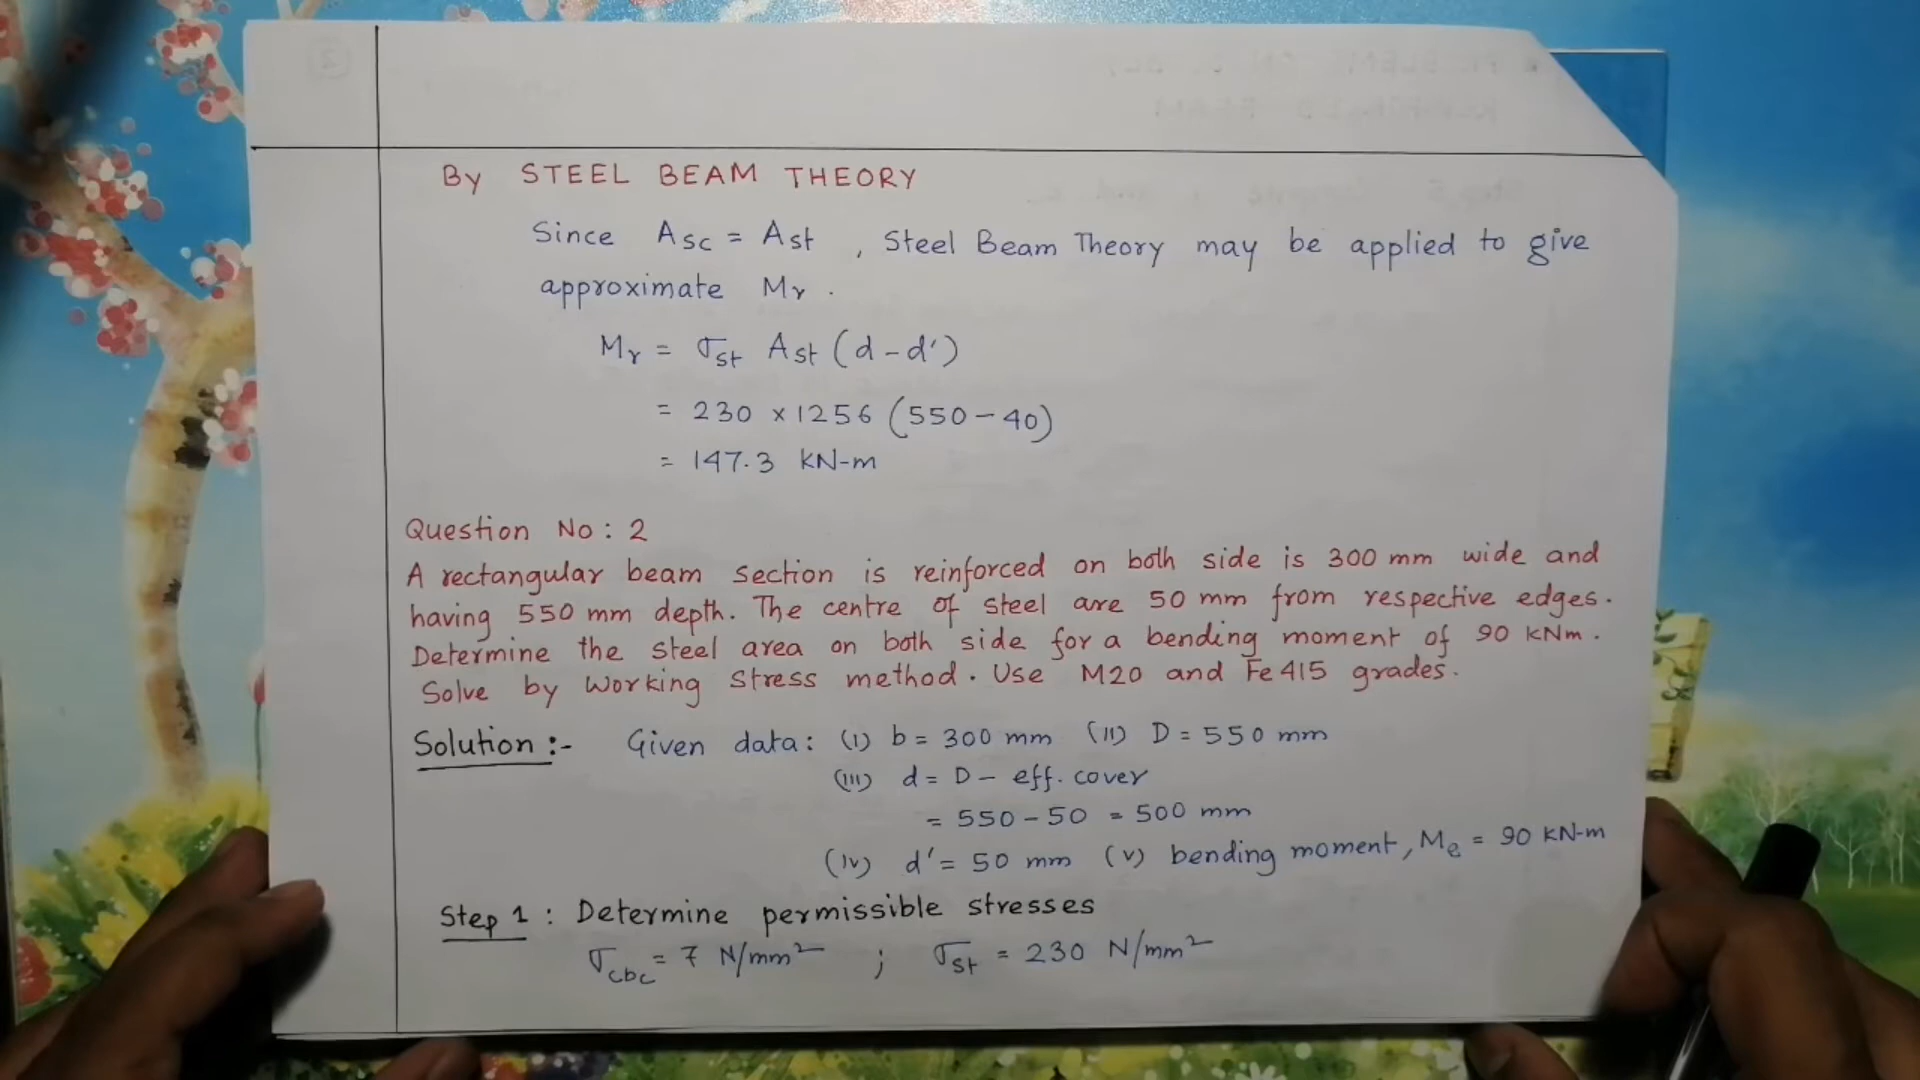 By STEEL BEAM THEORY
Since Asc = Ast , Steel Beam Theory may be applied to give
approximate Mr .
Mr = σst Ast (d - d')
= 230 × 1256 (550 - 40)
= 147.3 KN-m
Question No : 2
A rectangular beam section is reinforced on both side is 300 mm wide and
having 550 mm depth. The centre of steel are 50 mm from respective edges.
Determine the steel area on both side for a bending moment of 90 kNm.
Solve by Working Stress method. Use M20 and Fe 415 grades.
Solution :- Given data: (i) b = 300 mm (ii) D = 550 mm
(iii) d = D - eff. cover
= 550 - 50 = 500 mm
(iv) d' = 50 mm (v) bending moment, Me = 90 KN-m
Step 1 : Determine permissible stresses
σcbc = 7 N/mm² ; σst = 230 N/mm²